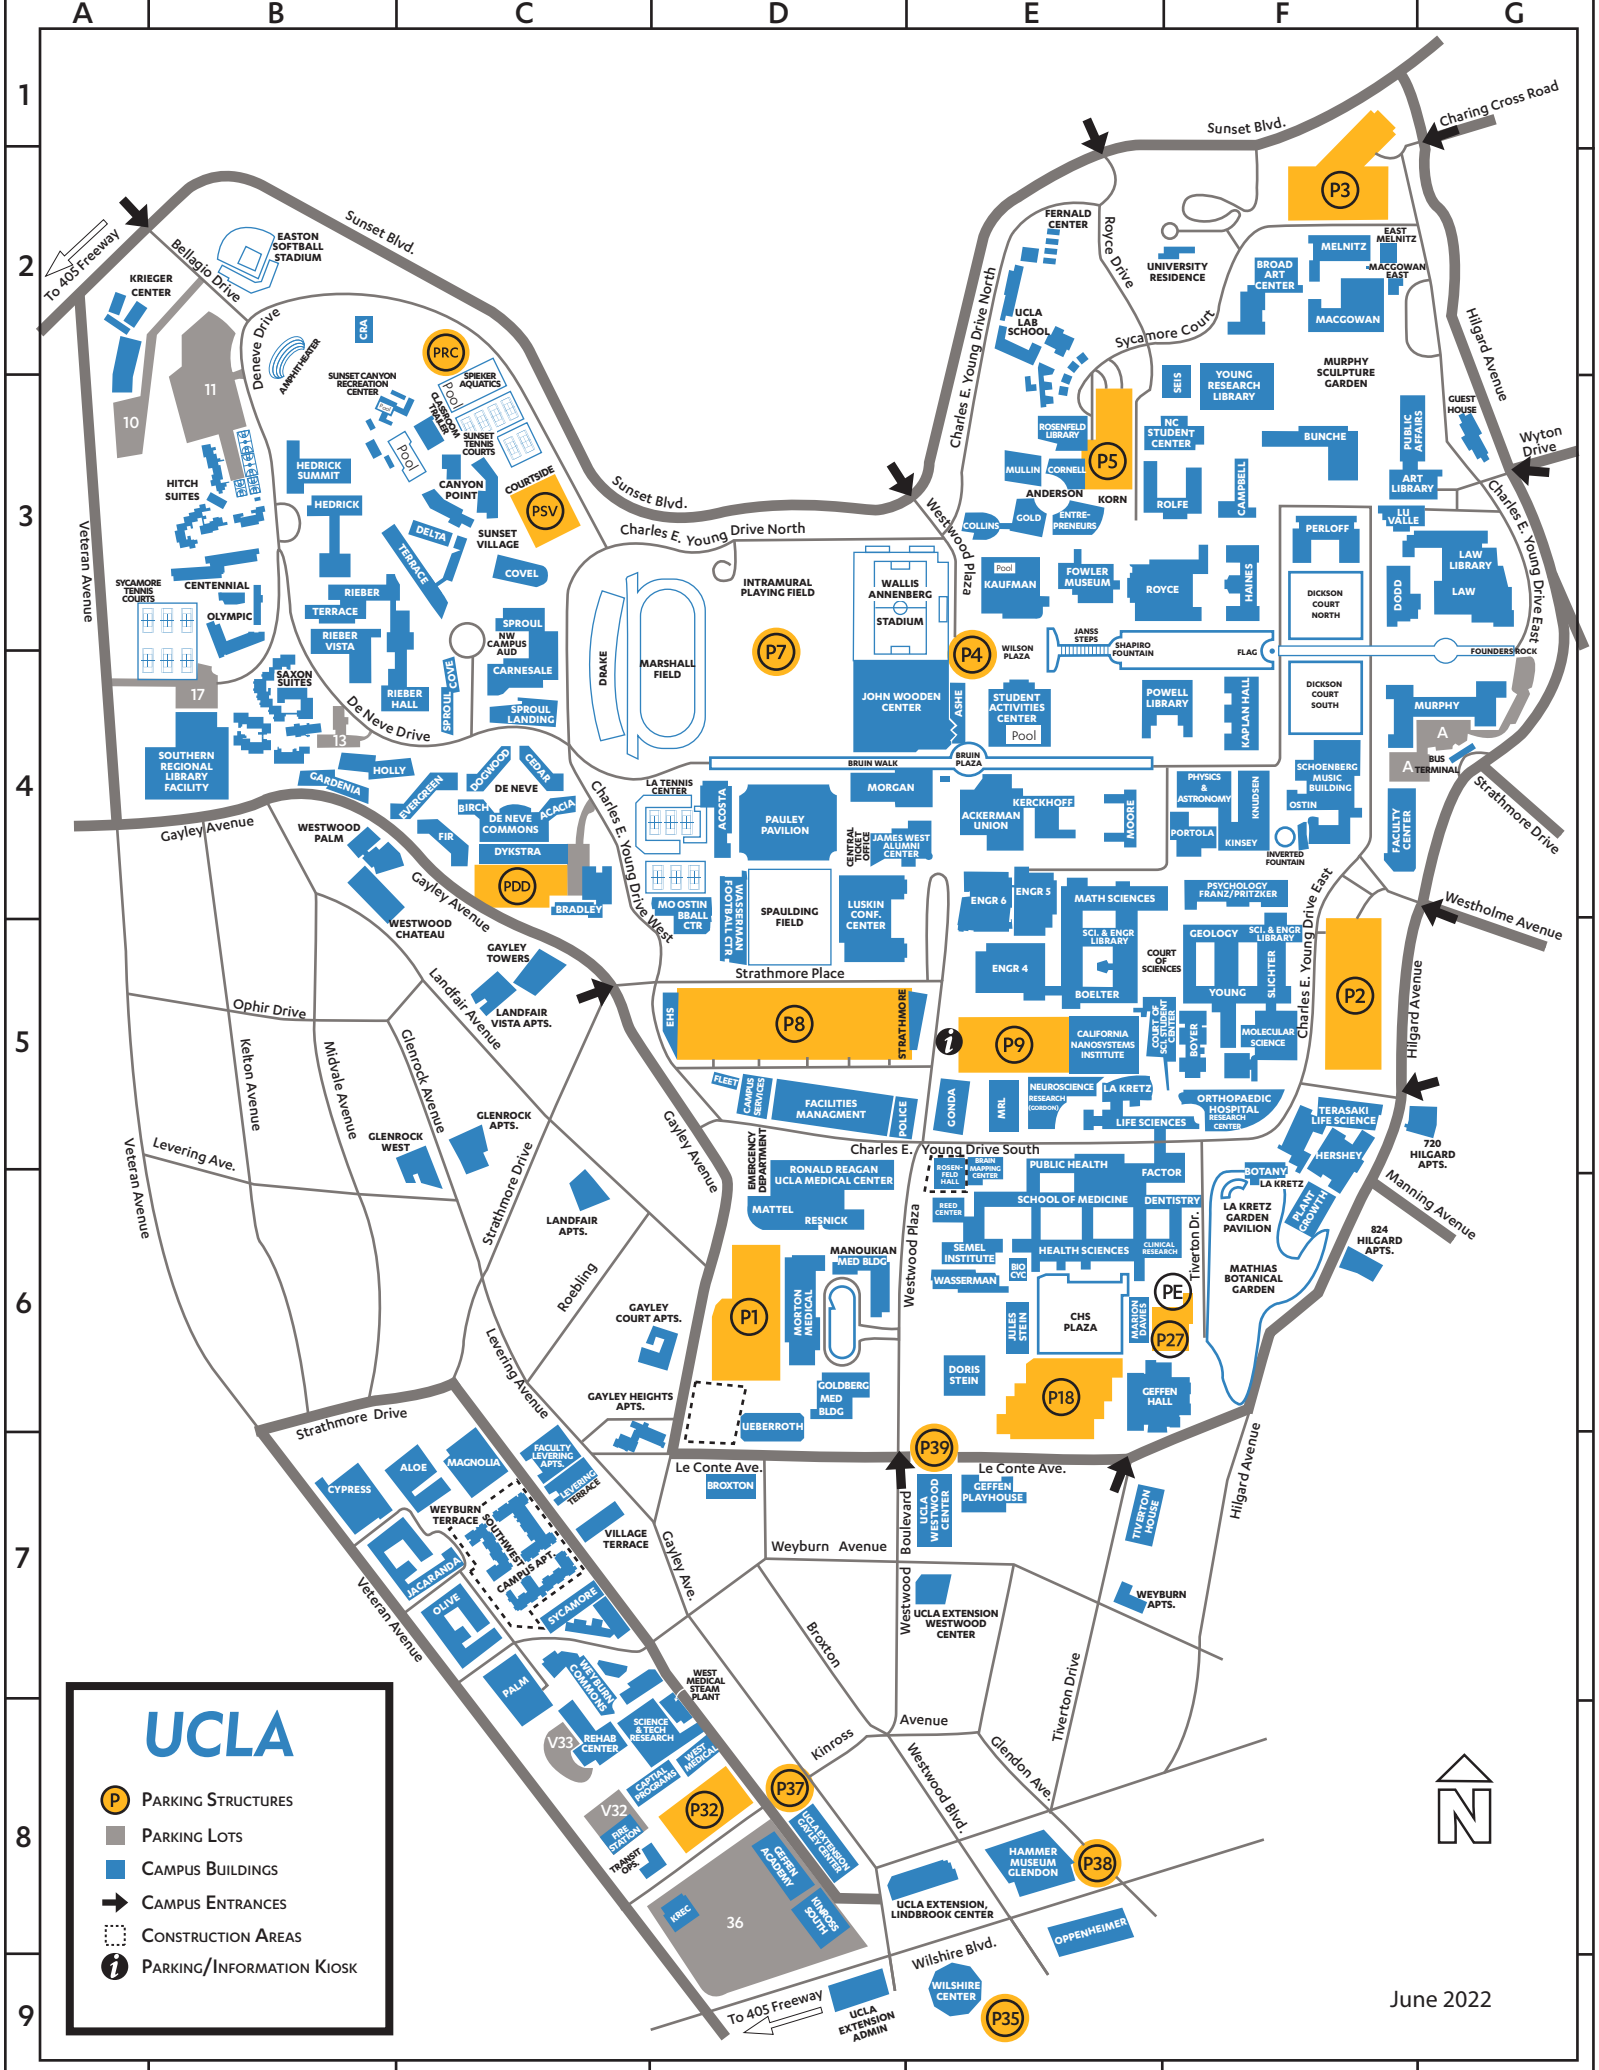 A
B
C
D
E
F
G
1
2
3
4
5
6
7
8
9
Charing Cross Road
Sunset Blvd.
P3
FERNALD
CENTER
Royce Drive
UNIVERSITY
RESIDENCE
BROAD
ART
CENTER
MELNITZ
EAST
MELNITZ
MACGOWAN
EAST
MACGOWAN
Hilgard Avenue
UCLA
LAB
SCHOOL
Sycamore Court
Charles E. Young Drive North
MURPHY
SCULPTURE
GARDEN
SEIS
YOUNG
RESEARCH
LIBRARY
To 405 Freeway
Bellagio Drive
EASTON
SOFTBALL
STADIUM
Sunset Blvd.
KRIEGER
CENTER
Deneve Drive
CRA
AMPHITHEATER
PRC
SPIEKER
AQUATICS
Pool
SUNSET CANYON
RECREATION
CENTER
Pool
CLASSROOM
TRAILER
SUNSET
TENNIS
COURTS
Pool
10
11
HEDRICK
SUMMIT
HITCH
SUITES
HEDRICK
CANYON
POINT
COURTSIDE
PSV
Sunset Blvd.
Charles E. Young Drive North
DELTA
TERRACE
SUNSET
VILLAGE
COVEL
Veteran Avenue
SYCAMORE
TENNIS
COURTS
CENTENNIAL
OLYMPIC
RIEBER
TERRACE
RIEBER
VISTA
RIEBER
HALL
SAXON
SUITES
SPROUL
NW
CAMPUS
AUD
CARNESALE
SPROUL COVE
SPROUL
LANDING
DRAKE
MARSHALL
FIELD
INTRAMURAL
PLAYING FIELD
P7
WALLIS
ANNENBERG
STADIUM
P4
WILSON
PLAZA
JOHN WOODEN
CENTER
ASHE
STUDENT
ACTIVITIES
CENTER
Pool
ROSENFELD
LIBRARY
MULLIN
CORNELL
P5
ANDERSON
KORN
COLLINS
GOLD
ENTRE-
PRENEURS
NC
STUDENT
CENTER
ROLFE
CAMPBELL
BUNCHE
PUBLIC
AFFAIRS
ART
LIBRARY
GUEST
HOUSE
Wyton
Drive
Westwood Plaza
Pool
KAUFMAN
FOWLER
MUSEUM
ROYCE
HAINES
PERLOFF
LU
VALLE
LAW
LIBRARY
LAW
DODD
DICKSON
COURT
NORTH
Charles E. Young Drive East
JANSS
STEPS
SHAPIRO
FOUNTAIN
FLAG
FOUNDERS ROCK
DICKSON
COURT
SOUTH
POWELL
LIBRARY
KAPLAN HALL
MURPHY
A
A
BUS
TERMINAL
17
13
De Neve Drive
SOUTHERN
REGIONAL
LIBRARY
FACILITY
GARDENIA
HOLLY
EVERGREEN
DOGWOOD
CEDAR
DE NEVE
BIRCH
ACACIA
DE NEVE
COMMONS
FIR
DYKSTRA
PDD
BRADLEY
Gayley Avenue
WESTWOOD
PALM
WESTWOOD
CHATEAU
Gayley Avenue
Charles E. Young Drive West
BRUIN WALK
BRUIN
PLAZA
LA TENNIS
CENTER
ACOSTA
PAULEY
PAVILION
MORGAN
CENTRAL
TICKET
OFFICE
JAMES WEST
ALUMNI
CENTER
ACKERMAN
UNION
KERCKHOFF
MOORE
PHYSICS
&
ASTRONOMY
KNUDSEN
PORTOLA
KINSEY
SCHOENBERG
MUSIC
BUILDING
OSTIN
INVERTED
FOUNTAIN
FACULTY
CENTER
Strathmore Drive
Westholme Avenue
MO OSTIN
BBALL
CTR
WASSERMAN
FOOTBALL CTR.
SPAULDING
FIELD
LUSKIN
CONF.
CENTER
Strathmore Place
ENGR 6
ENGR 5
MATH SCIENCES
ENGR 4
SCI. & ENGR
LIBRARY
BOELTER
COURT
OF
SCIENCES
PSYCHOLOGY
FRANZ/PRITZKER
GEOLOGY
SCI. & ENGR
LIBRARY
YOUNG
SLICHTER
Charles E. Young Drive East
P2
Hilgard Avenue
GAYLEY
TOWERS
LANDFAIR
VISTA APTS.
Landfair Avenue
Ophir Drive
Kelton Avenue
Midvale Avenue
Glenrock Avenue
Levering Ave.
Veteran Avenue
GLENROCK
APTS.
GLENROCK
WEST
Strathmore Drive
LANDFAIR
APTS.
Roebling
EHS
P8
STRATHMORE
P9
CALIFORNIA
NANOSYSTEMS
INSTITUTE
COURT OF
SCI. STUDENT
CENTER
BOYER
MOLECULAR
SCIENCE
FLEET
CAMPUS
SERVICES
FACILITIES
MANAGMENT
POLICE
GONDA
MRL
NEUROSCIENCE
RESEARCH
(GORDON)
LA KRETZ
LIFE SCIENCES
ORTHOPAEDIC
HOSPITAL
RESEARCH
CENTER
TERASAKI
LIFE SCIENCE
HERSHEY
720
HILGARD
APTS.
Manning Avenue
824
HILGARD
APTS.
Charles E. Young Drive South
Gayley Avenue
EMERGENCY
DEPARTMENT
RONALD REAGAN
UCLA MEDICAL CENTER
MATTEL
RESNICK
ROSEN-
FELD
HALL
BRAIN
MAPPING
CENTER
PUBLIC HEALTH
FACTOR
REED
CENTER
SCHOOL OF MEDICINE
DENTISTRY
SEMEL
INSTITUTE
HEALTH SCIENCES
CLINICAL
RESEARCH
WASSERMAN
BIO
CYC
BOTANY
LA KRETZ
LA KRETZ
GARDEN
PAVILION
PLANT
GROWTH
MATHIAS
BOTANICAL
GARDEN
Tiverton Dr.
PE
P27
MARION
DAVIES
CHS
PLAZA
JULES
STEIN
DORIS
STEIN
P18
GEFFEN
HALL
P1
MORTON
MEDICAL
MANOUKIAN
MED BLDG
GOLDBERG
MED
BLDG
UEBERROTH
Westwood Plaza
GAYLEY
COURT APTS.
GAYLEY HEIGHTS
APTS.
Levering Avenue
Strathmore Drive
P39
Le Conte Ave.
Le Conte Ave.
BROXTON
UCLA
WESTWOOD
CENTER
GEFFEN
PLAYHOUSE
TIVERTON
HOUSE
Hilgard Avenue
CYPRESS
ALOE
MAGNOLIA
FACULTY
LEVERING
APTS.
LEVERING
TERRACE
WEYBURN
TERRACE
SOUTHWEST
CAMPUS APT.
VILLAGE
TERRACE
JACARANDA
OLIVE
SYCAMORE
Veteran Avenue
Gayley Ave.
Weyburn Avenue
Westwood Boulevard
UCLA EXTENSION
WESTWOOD
CENTER
WEYBURN
APTS.
Broxton
Tiverton Drive
PALM
WEYBURN
COMMONS
WEST
MEDICAL
STEAM
PLANT
V33
REHAB
CENTER
SCIENCE
& TECH
RESEARCH
WEST
MEDICAL
CAPTIAL
PROGRAMS
P32
P37
V32
FIRE
STATION
TRANSIT
OPS.
Kinross
Avenue
Westwood Blvd.
Glendon Ave.
UCLA EXTENSION
GAYLEY CENTER
GEFFEN
ACADEMY
KINROSS
SOUTH
KREC
36
UCLA EXTENSION,
LINDBROOK CENTER
HAMMER
MUSEUM
GLENDON
P38
OPPENHEIMER
Wilshire Blvd.
To 405 Freeway
UCLA
EXTENSION
ADMIN
WILSHIRE
CENTER
P35
N
June 2022
UCLA
P PARKING STRUCTURES
PARKING LOTS
CAMPUS BUILDINGS
CAMPUS ENTRANCES
CONSTRUCTION AREAS
i PARKING/INFORMATION KIOSK